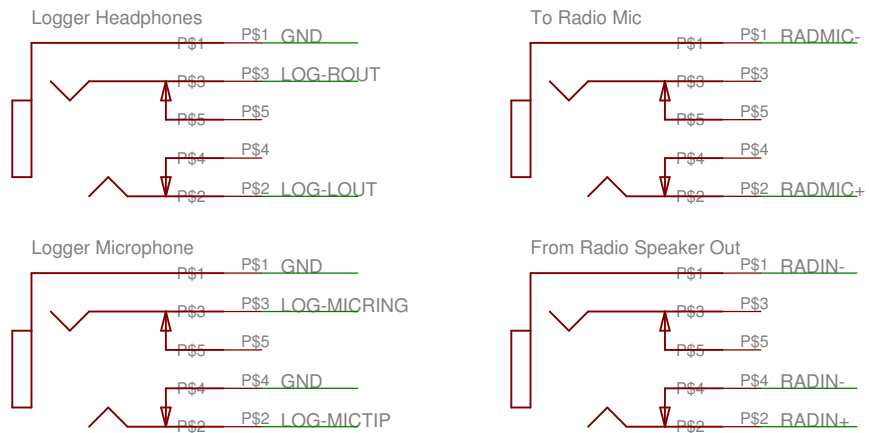 Logger Headphones
P$1 P$1 GND
P$3 P$3 LOG-ROUT
P$5 P$5
P$4 P$4
P$2 P$2 LOG-LOUT
To Radio Mic
P$1 P$1 RADMIC-
P$3 P$3
P$5 P$5
P$4 P$4
P$2 P$2 RADMIC+
Logger Microphone
P$1 P$1 GND
P$3 P$3 LOG-MICRING
P$5 P$5
P$4 P$4 GND
P$2 P$2 LOG-MICTIP
From Radio Speaker Out
P$1 P$1 RADIN-
P$3 P$3
P$5 P$5
P$4 P$4 RADIN-
P$2 P$2 RADIN+